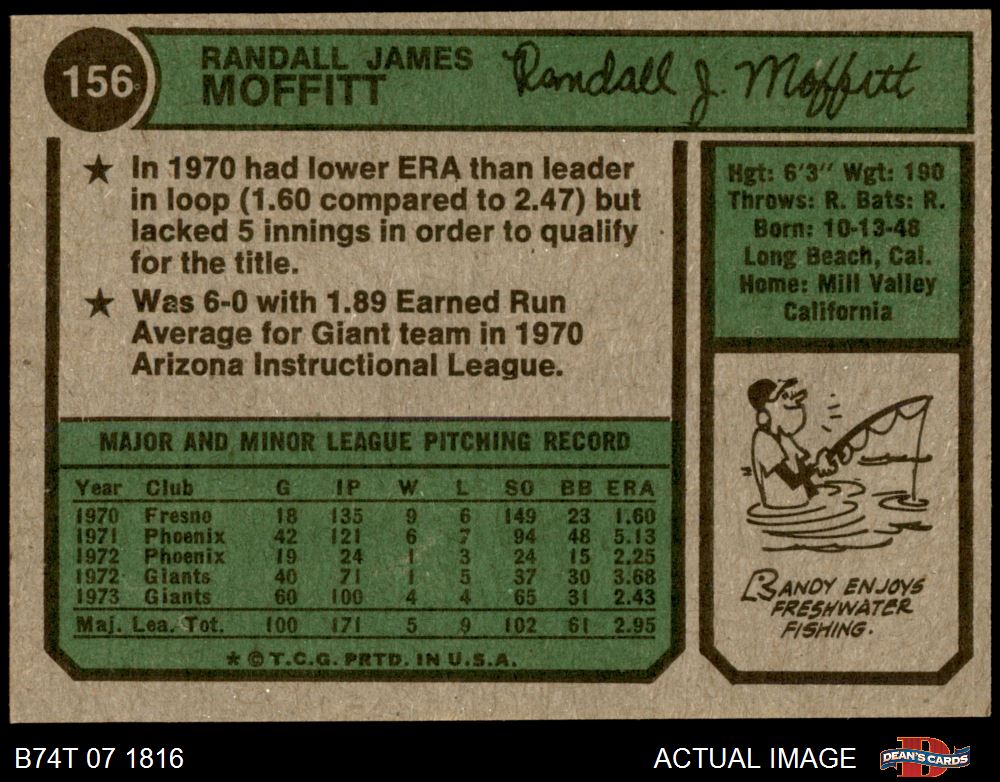 156
RANDALL JAMES
MOFFITT
Randall J. Moffitt
★ In 1970 had lower ERA than leader
in loop (1.60 compared to 2.47) but
lacked 5 innings in order to qualify
for the title.
★ Was 6-0 with 1.89 Earned Run
Average for Giant team in 1970
Arizona Instructional League.
Hgt: 6'3" Wgt: 190
Throws: R. Bats: R.
Born: 10-13-48
Long Beach, Cal.
Home: Mill Valley
California
MAJOR AND MINOR LEAGUE PITCHING RECORD
Year Club G IP W L SO BB ERA
1970 Fresno 18 135 9 6 149 23 1.60
1971 Phoenix 42 121 6 7 94 48 5.13
1972 Phoenix 19 24 1 3 24 15 2.25
1972 Giants 40 71 1 5 37 30 3.68
1973 Giants 60 100 4 4 65 31 2.43
Maj. Lea. Tot. 100 171 5 9 102 61 2.95
* © T.C.G. PRTD. IN U.S.A.
RANDY ENJOYS
FRESHWATER
FISHING.
B74T 07 1816
ACTUAL IMAGE
DEAN'S CARDS